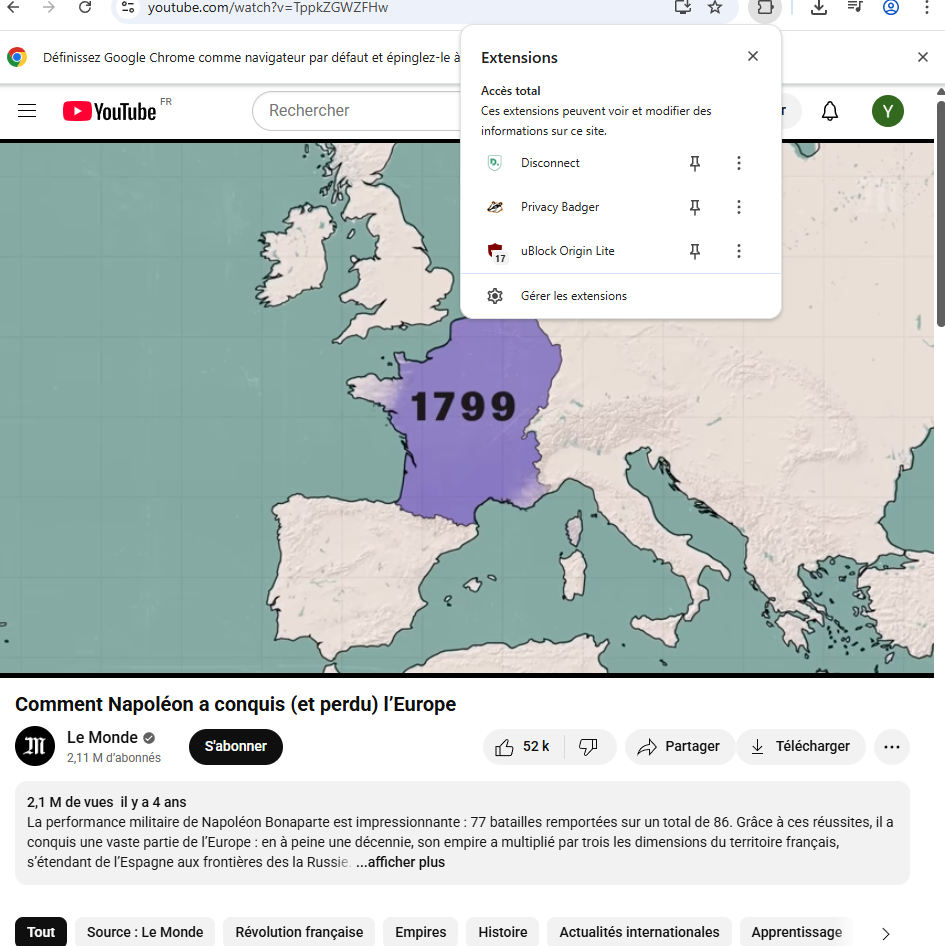 youtube.com/watch?v=TppkZGWZFHw
Définissez Google Chrome comme navigateur par défaut et épinglez-le à
Extensions
Accès total
Ces extensions peuvent voir et modifier des
informations sur ce site.
Disconnect
Privacy Badger
17
uBlock Origin Lite
Gérer les extensions
YouTube FR
Rechercher
r
Y
1799
Comment Napoléon a conquis (et perdu) l’Europe
Le Monde
2,11 M d’abonnés
S'abonner
52 k
Partager
Télécharger
2,1 M de vues il y a 4 ans
La performance militaire de Napoléon Bonaparte est impressionnante : 77 batailles remportées sur un total de 86. Grâce à ces réussites, il a
conquis une vaste partie de l’Europe : en à peine une décennie, son empire a multiplié par trois les dimensions du territoire français,
s’étendant de l’Espagne aux frontières des la Russie. ...afficher plus
Tout
Source : Le Monde
Révolution française
Empires
Histoire
Actualités internationales
Apprentissage